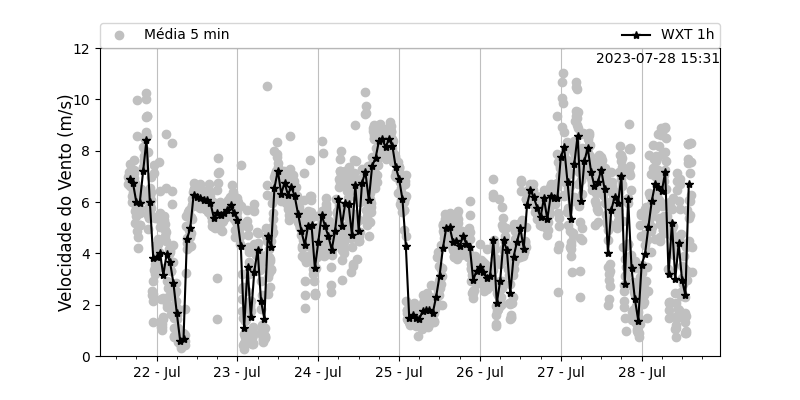 Média 5 min
WXT 1h
2023-07-28 15:31
Velocidade do Vento (m/s)
12
10
8
6
4
2
0
22 - Jul
23 - Jul
24 - Jul
25 - Jul
26 - Jul
27 - Jul
28 - Jul